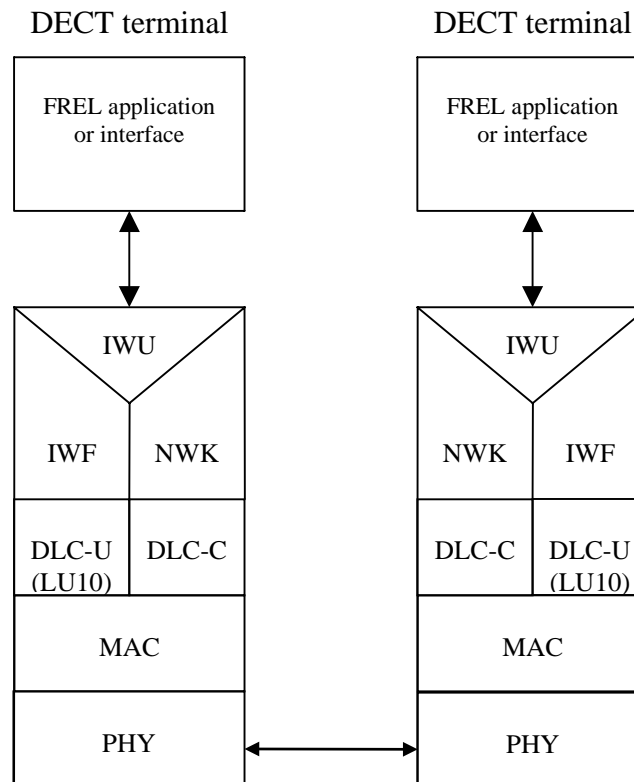 DECT terminal
FREL application
or interface
IWU
IWF
NWK
DLC-U
(LU10)
DLC-C
MAC
PHY
DECT terminal
FREL application
or interface
IWU
NWK
IWF
DLC-C
DLC-U
(LU10)
MAC
PHY